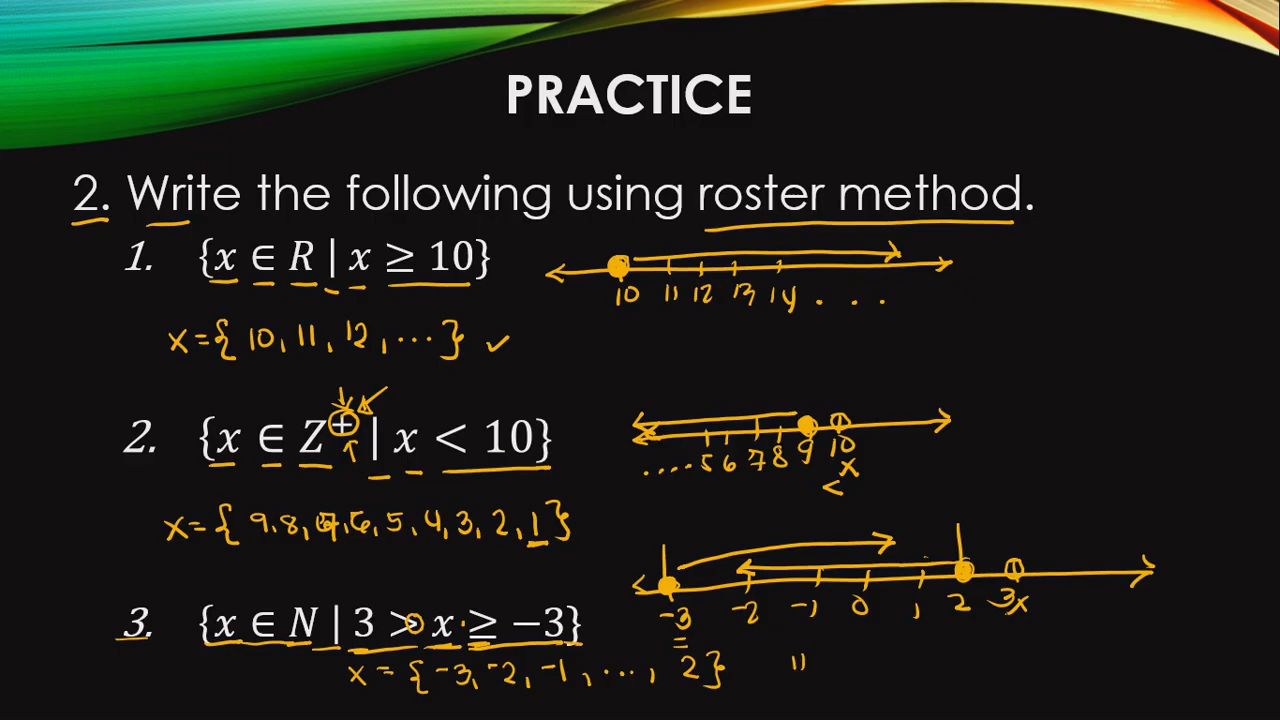 PRACTICE
2. Write the following using roster method.
1. {x ∈ R | x ≥ 10}
10 11 12 13 14 . . .
x = { 10, 11, 12, ... } ✓
2. {x ∈ Z⁺ | x < 10}
.... 5 6 7 8 9 10
x
<
x = { 9, 8, 6, 5, 4, 3, 2, 1 }
3. {x ∈ N | 3 > x ≥ −3}
-3 -2 -1 0 1 2 3x
x = { -3, -2, -1, ..., 2 }